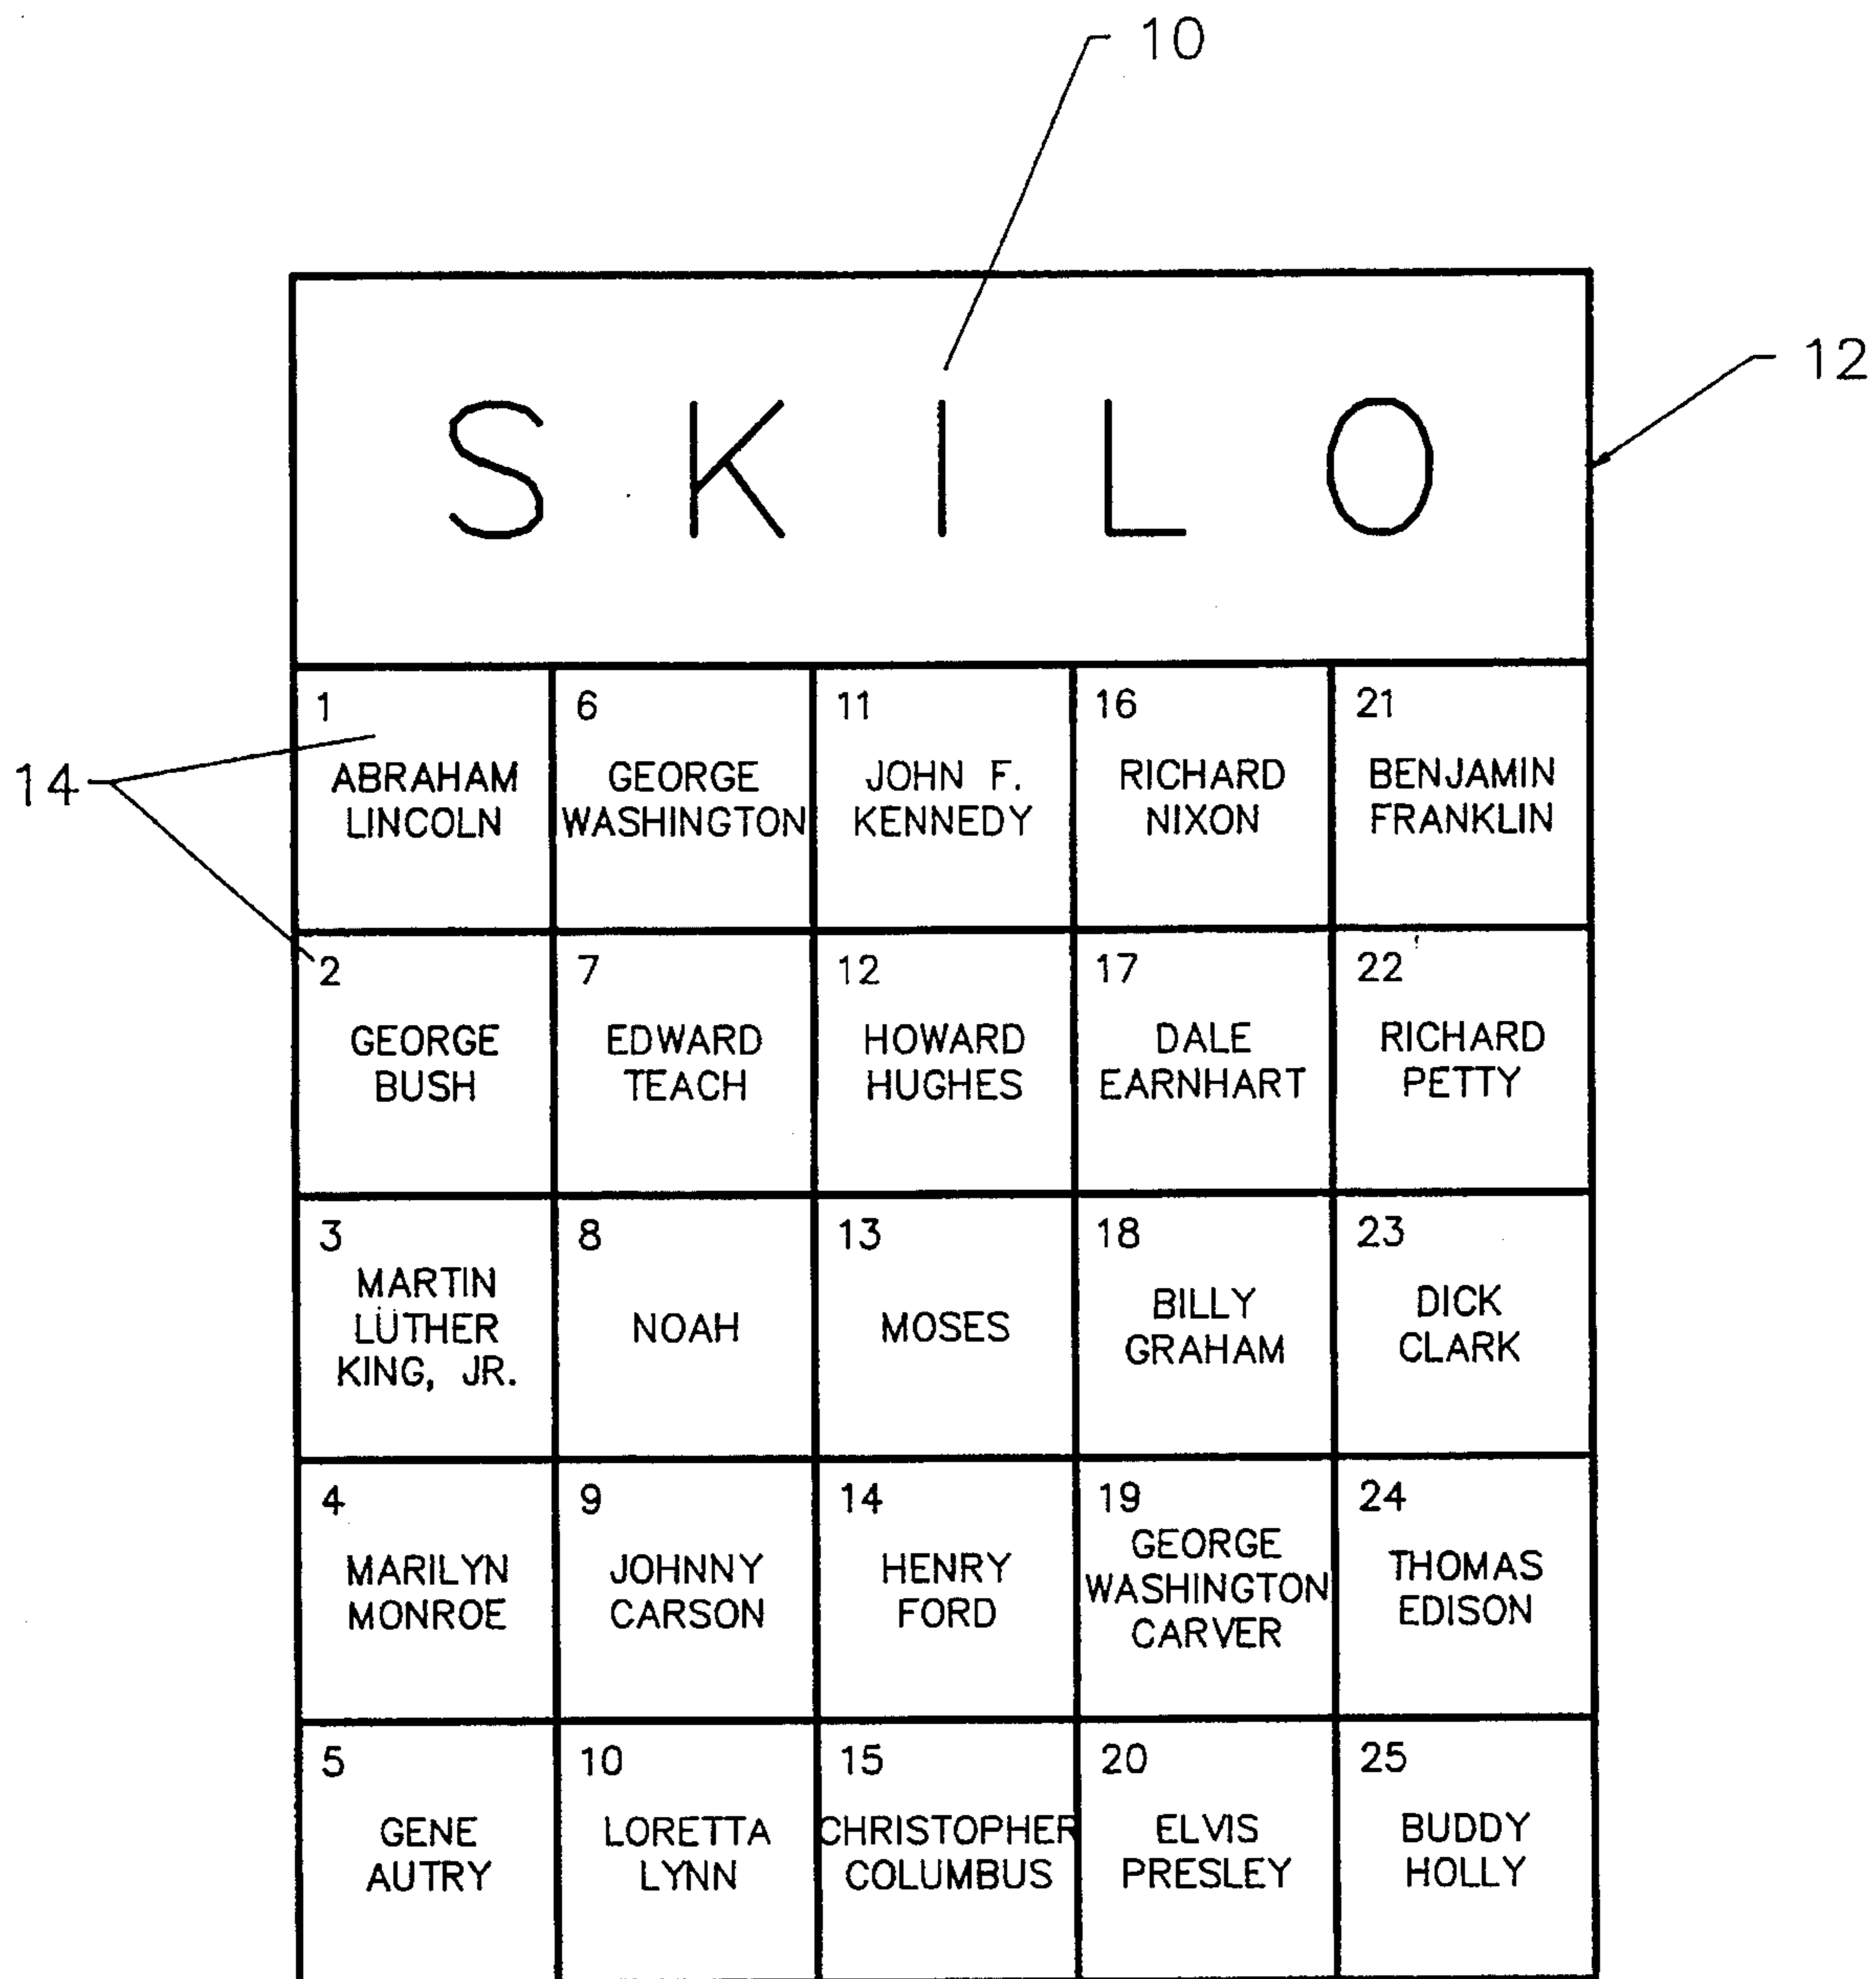 10
12
S K I L O
14
1
ABRAHAM
LINCOLN
6
GEORGE
WASHINGTON
11
JOHN F.
KENNEDY
16
RICHARD
NIXON
21
BENJAMIN
FRANKLIN
2
GEORGE
BUSH
7
EDWARD
TEACH
12
HOWARD
HUGHES
17
DALE
EARNHART
22
RICHARD
PETTY
3
MARTIN
LUTHER
KING, JR.
8
NOAH
13
MOSES
18
BILLY
GRAHAM
23
DICK
CLARK
4
MARILYN
MONROE
9
JOHNNY
CARSON
14
HENRY
FORD
19
GEORGE
WASHINGTON
CARVER
24
THOMAS
EDISON
5
GENE
AUTRY
10
LORETTA
LYNN
15
CHRISTOPHER
COLUMBUS
20
ELVIS
PRESLEY
25
BUDDY
HOLLY